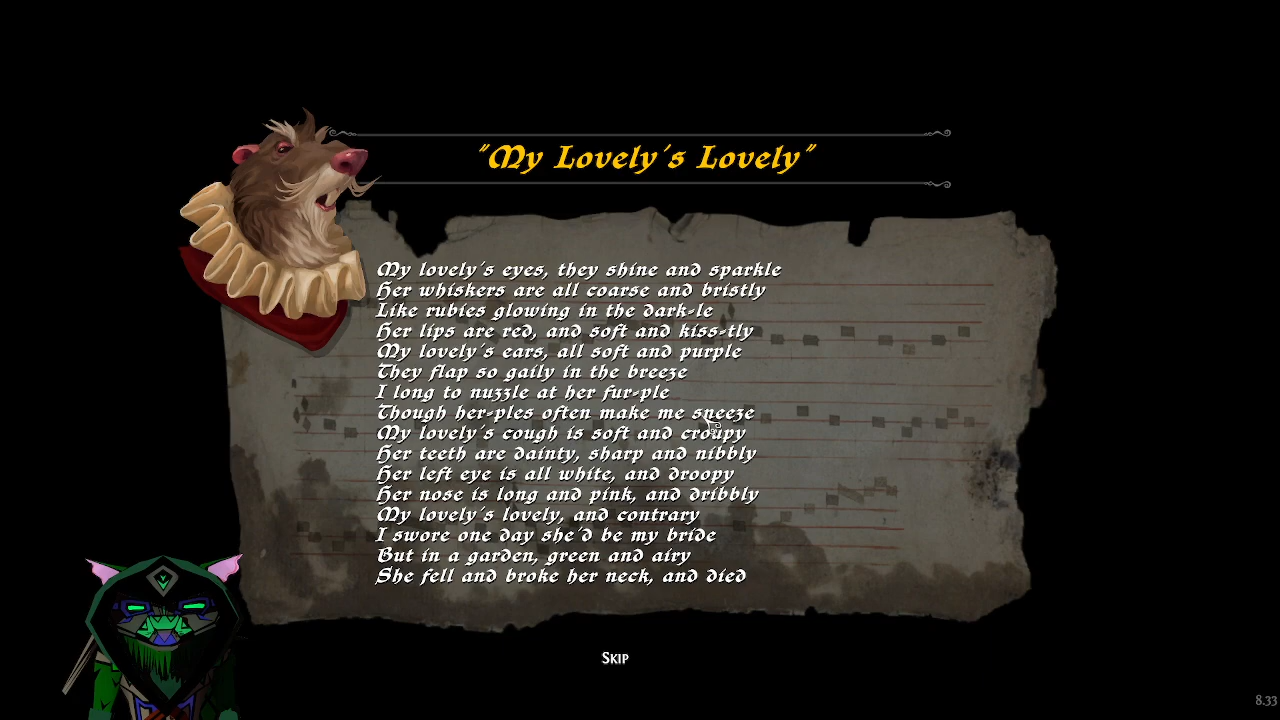 "My Lovely's Lovely"
My lovely's eyes, they shine and sparkle
Her whiskers are all coarse and bristly
Like rubies glowing in the dark-le
Her lips are red, and soft and kiss-tly
My lovely's ears, all soft and purple
They flap so gaily in the breeze
I long to nuzzle at her fur-ple
Though her-ples often make me sneeze
My lovely's cough is soft and croupy
Her teeth are dainty, sharp and nibbly
Her left eye is all white, and droopy
Her nose is long and pink, and dribbly
My lovely's lovely, and contrary
I swore one day she'd be my bride
But in a garden, green and airy
She fell and broke her neck, and died
Skip
8.33